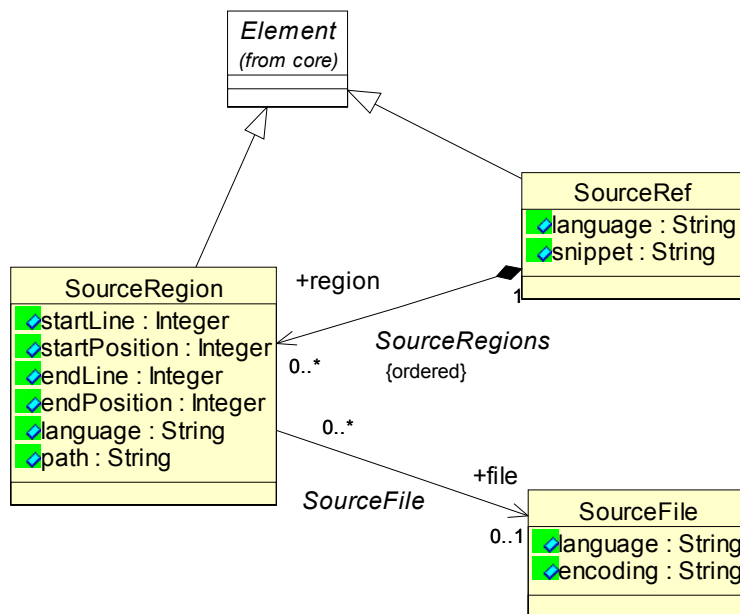 Element
(from core)
SourceRef
language : String
snippet : String
SourceRegion
startLine : Integer
startPosition : Integer
endLine : Integer
endPosition : Integer
language : String
path : String
+region
1
SourceRegions
{ordered}
0..*
0..*
+file
SourceFile
0..1
SourceFile
language : String
encoding : String